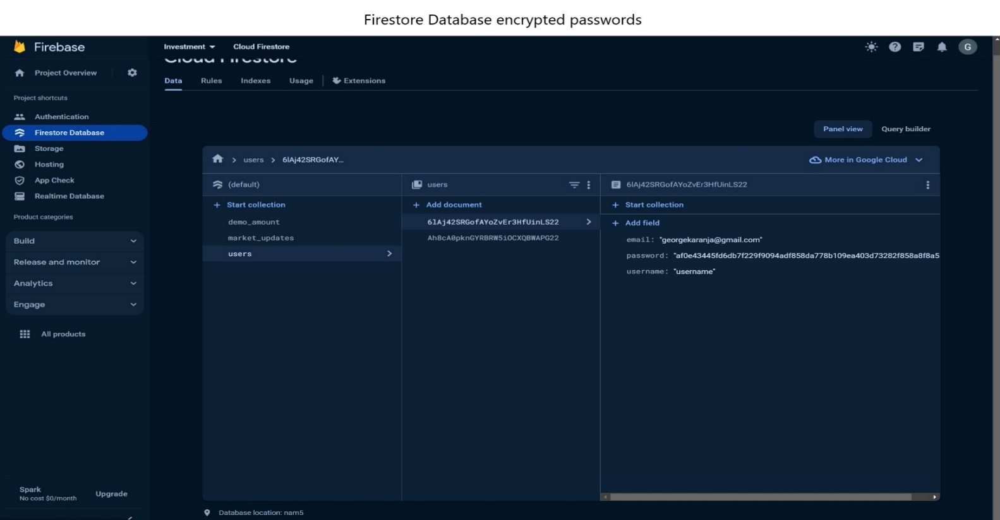 Firestore Database encrypted passwords
Firebase
Investment
Cloud Firestore
G
Cloud Firestore
Project Overview
Data
Rules
Indexes
Usage
Extensions
Project shortcuts
Authentication
Firestore Database
Storage
Hosting
App Check
Realtime Database
Product categories
Build
Release and monitor
Analytics
Engage
All products
Spark
No cost $0/month
Upgrade
Panel view
Query builder
> users > 6lAj42SRGofAY...
More in Google Cloud
(default)
+ Start collection
demo_amount
market_updates
users
users
+ Add document
6lAj42SRGofAYoZvEr3HfUinLS22
Ah8cA0pknGYRBRW5iOCXQBWAPG22
6lAj42SRGofAYoZvEr3HfUinLS22
+ Start collection
+ Add field
email: "georgekaranja@gmail.com"
password: "af0e43445fd6db7f229f9094adf858da778b109ea403d73282f858a8f8a5
username: "username"
Database location: nam5